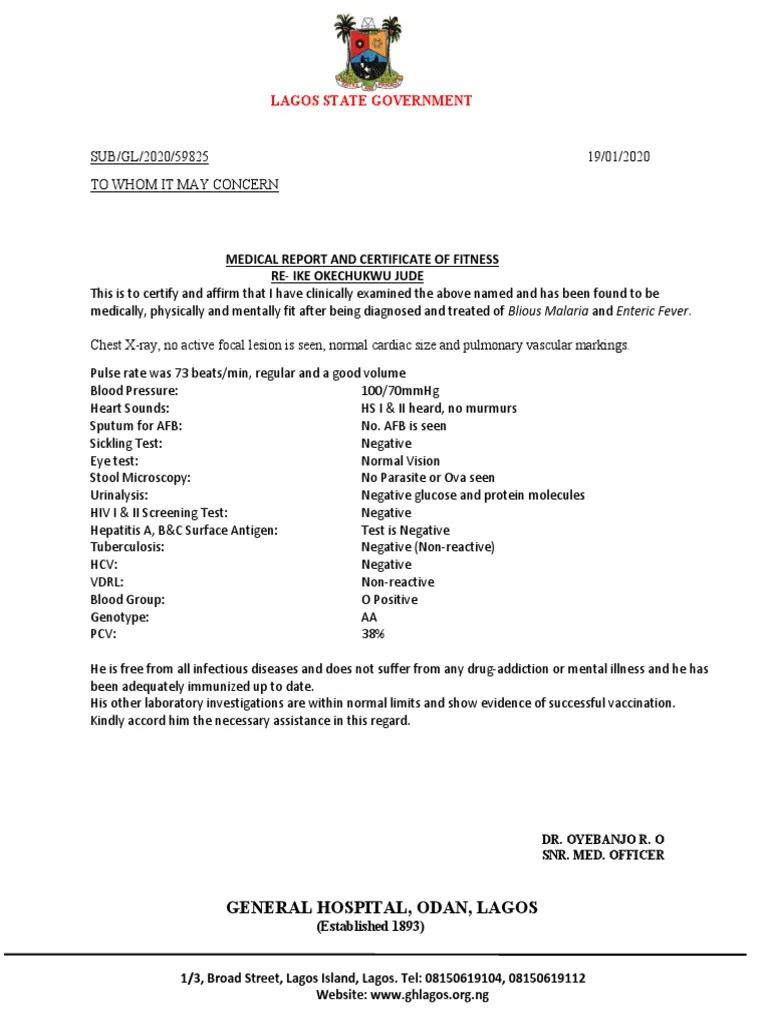 LAGOS STATE GOVERNMENT
SUB/GL/2020/59825 19/01/2020
TO WHOM IT MAY CONCERN
MEDICAL REPORT AND CERTIFICATE OF FITNESS
RE- IKE OKECHUKWU JUDE
This is to certify and affirm that I have clinically examined the above named and has been found to be
medically, physically and mentally fit after being diagnosed and treated of Blious Malaria and Enteric Fever.
Chest X-ray, no active focal lesion is seen, normal cardiac size and pulmonary vascular markings.
Pulse rate was 73 beats/min, regular and a good volume
Blood Pressure: 100/70mmHg
Heart Sounds: HS I & II heard, no murmurs
Sputum for AFB: No. AFB is seen
Sickling Test: Negative
Eye test: Normal Vision
Stool Microscopy: No Parasite or Ova seen
Urinalysis: Negative glucose and protein molecules
HIV I & II Screening Test: Negative
Hepatitis A, B&C Surface Antigen: Test is Negative
Tuberculosis: Negative (Non-reactive)
HCV: Negative
VDRL: Non-reactive
Blood Group: O Positive
Genotype: AA
PCV: 38%
He is free from all infectious diseases and does not suffer from any drug-addiction or mental illness and he has
been adequately immunized up to date.
His other laboratory investigations are within normal limits and show evidence of successful vaccination.
Kindly accord him the necessary assistance in this regard.
DR. OYEBANJO R. O
SNR. MED. OFFICER
GENERAL HOSPITAL, ODAN, LAGOS
(Established 1893)
1/3, Broad Street, Lagos Island, Lagos. Tel: 08150619104, 08150619112
Website: www.ghlagos.org.ng